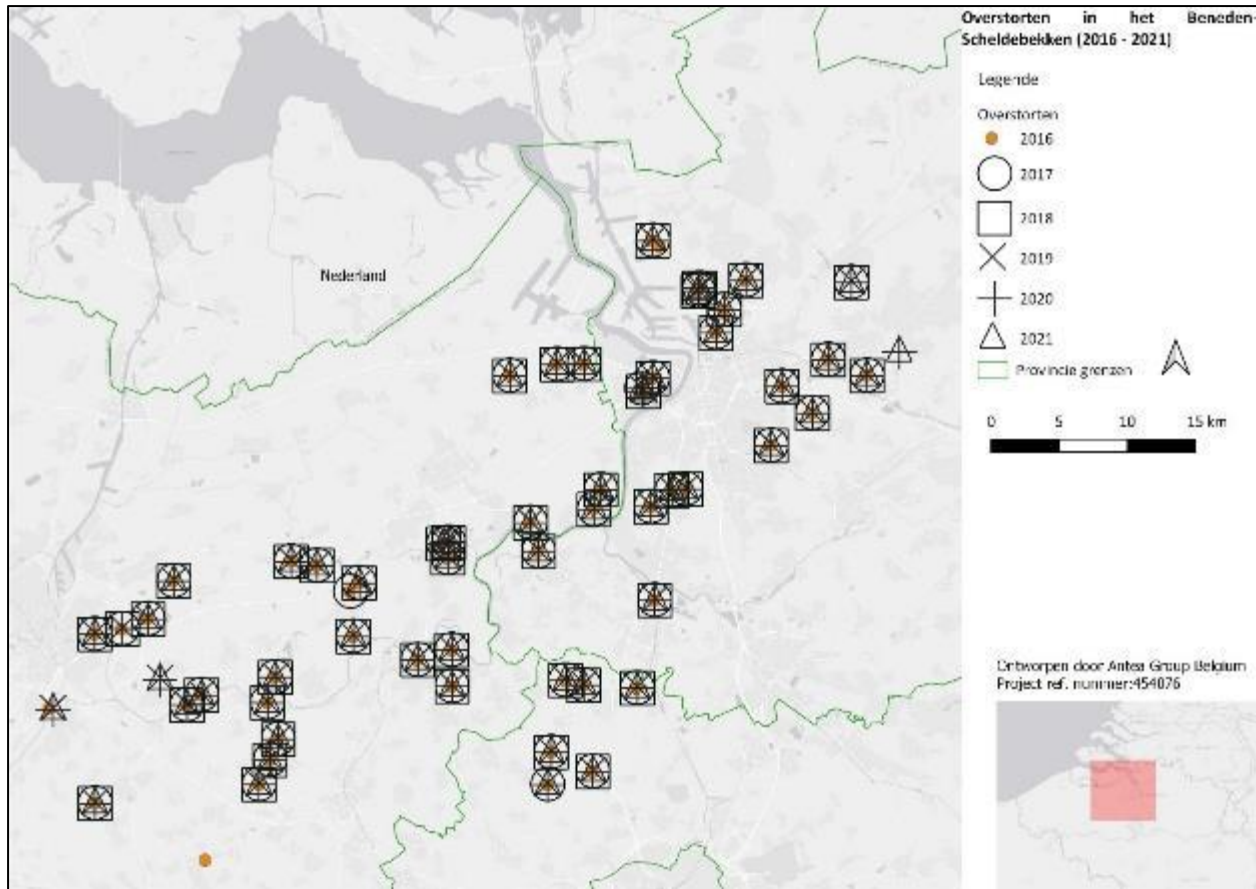 Overstorten in het Beneden-
Scheldebekken (2016 - 2021)
Legende
Overstorten
2016
2017
2018
2019
2020
2021
Provincie grenzen
0 5 10 15 km
Nederland
Ontworpen door Antea Group Belgium
Project ref. nummer:454076